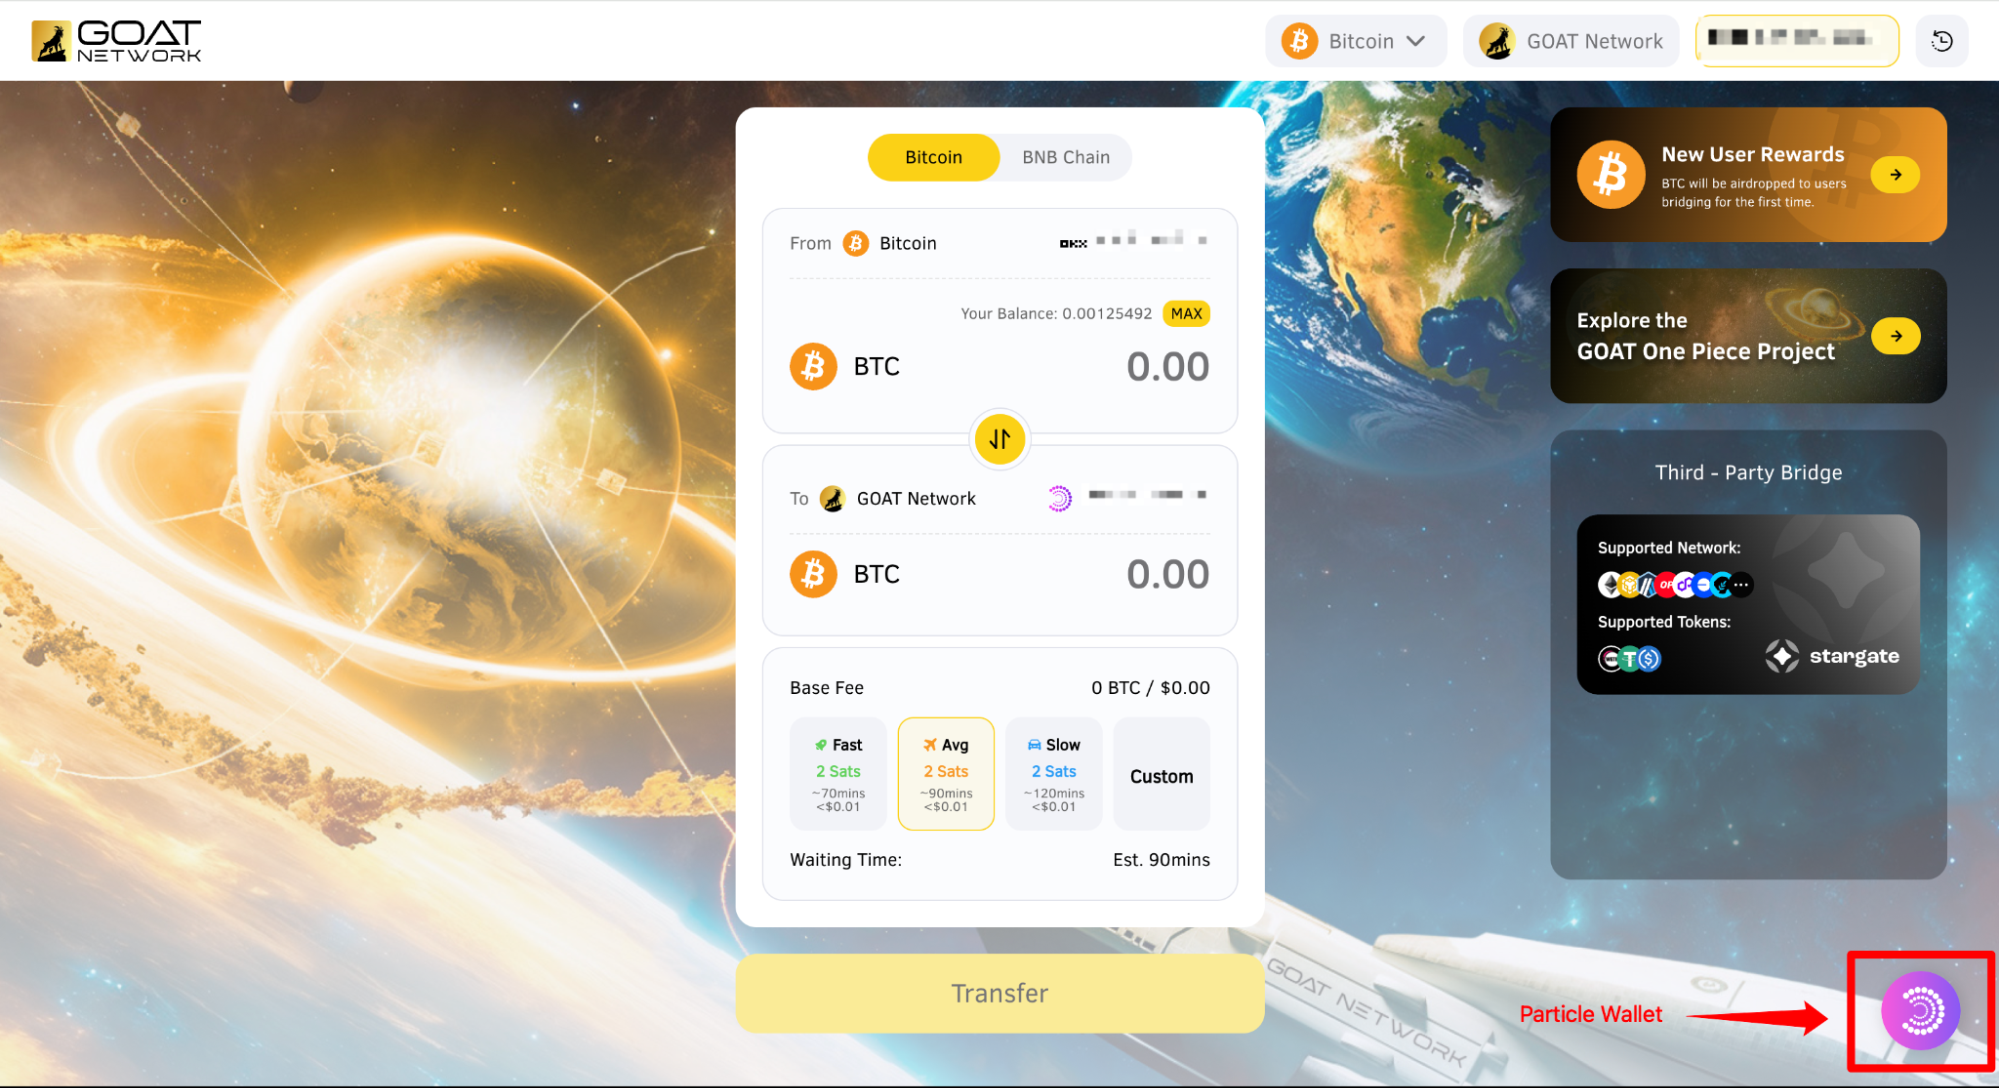 GOAT
NETWORK
Bitcoin
GOAT Network
Bitcoin
BNB Chain
From Bitcoin
OKX
Your Balance: 0.00125492 MAX
BTC 0.00
To GOAT Network
BTC 0.00
Base Fee 0 BTC / $0.00
Fast
2 Sats
~70mins
<$0.01
Avg
2 Sats
~90mins
<$0.01
Slow
2 Sats
~120mins
<$0.01
Custom
Waiting Time: Est. 90mins
Transfer
New User Rewards
BTC will be airdropped to users
bridging for the first time.
Explore the
GOAT One Piece Project
Third - Party Bridge
Supported Network:
OP
Supported Tokens:
stargate
GOAT NETWORK
Particle Wallet